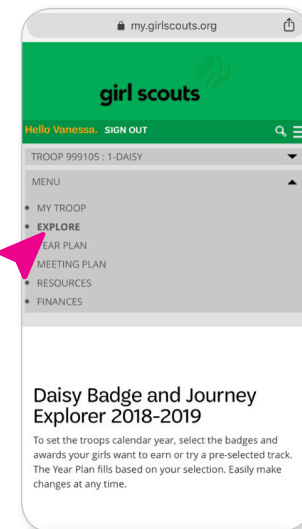 my.girlscouts.org
girl scouts
Hello Vanessa. SIGN OUT
TROOP 999105 : 1-DAISY
MENU
MY TROOP
EXPLORE
YEAR PLAN
MEETING PLAN
RESOURCES
FINANCES
Daisy Badge and Journey
Explorer 2018-2019
To set the troops calendar year, select the badges and
awards your girls want to earn or try a pre-selected track.
The Year Plan fills based on your selection. Easily make
changes at any time.